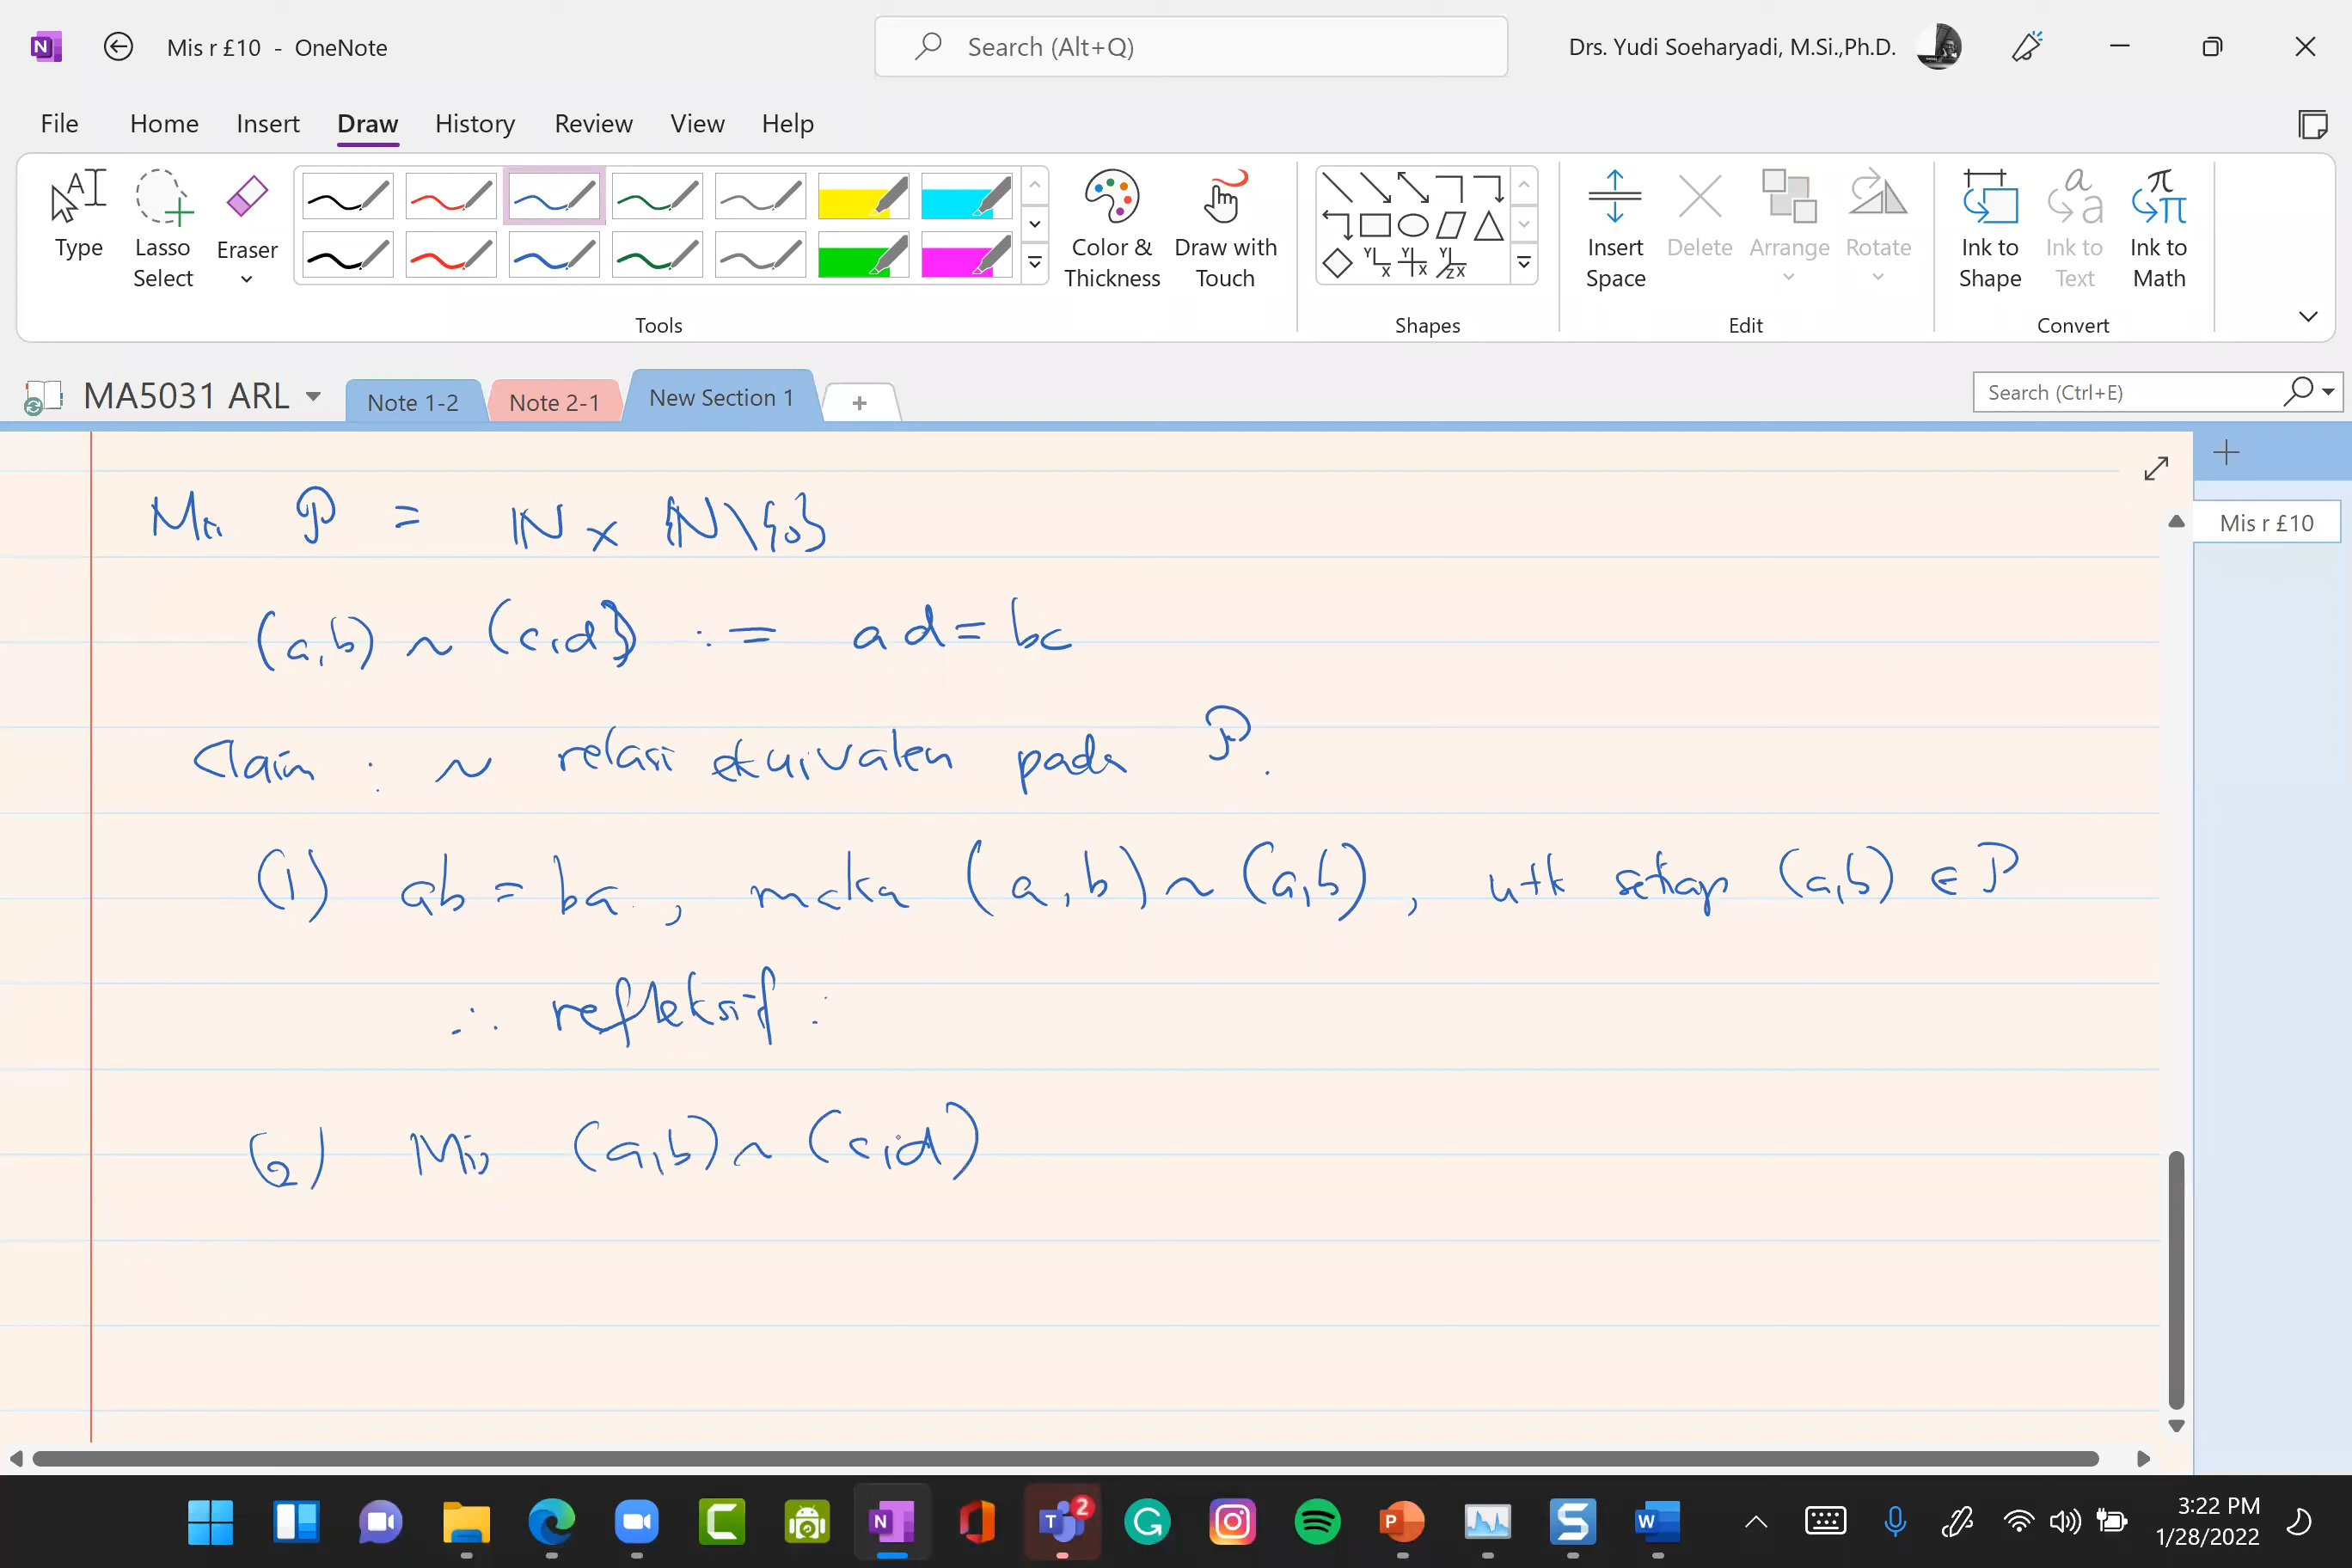 Mis r £10 - OneNote
Search (Alt+Q)
Drs. Yudi Soeharyadi, M.Si.,Ph.D.
File Home Insert Draw History Review View Help
Type
Lasso Select
Eraser
Color & Thickness
Draw with Touch
Insert Space
Delete
Arrange
Rotate
Ink to Shape
Ink to Text
Ink to Math
Tools Shapes Edit Convert
MA5031 ARL Note 1-2 Note 2-1 New Section 1 +
Search (Ctrl+E)
Mis r £10
P = ℕ x {ℕ\{0}
(a,b) ~ (c,d) := ad = bc
Claim : ~ relasi ekuivalen pada P.
(1) ab = ba, maka (a,b) ~ (a,b), utk setiap (a,b) ∈ P
∴ refleksif :
(2) Mis (a,b) ~ (c,d)
2
3:22 PM
1/28/2022